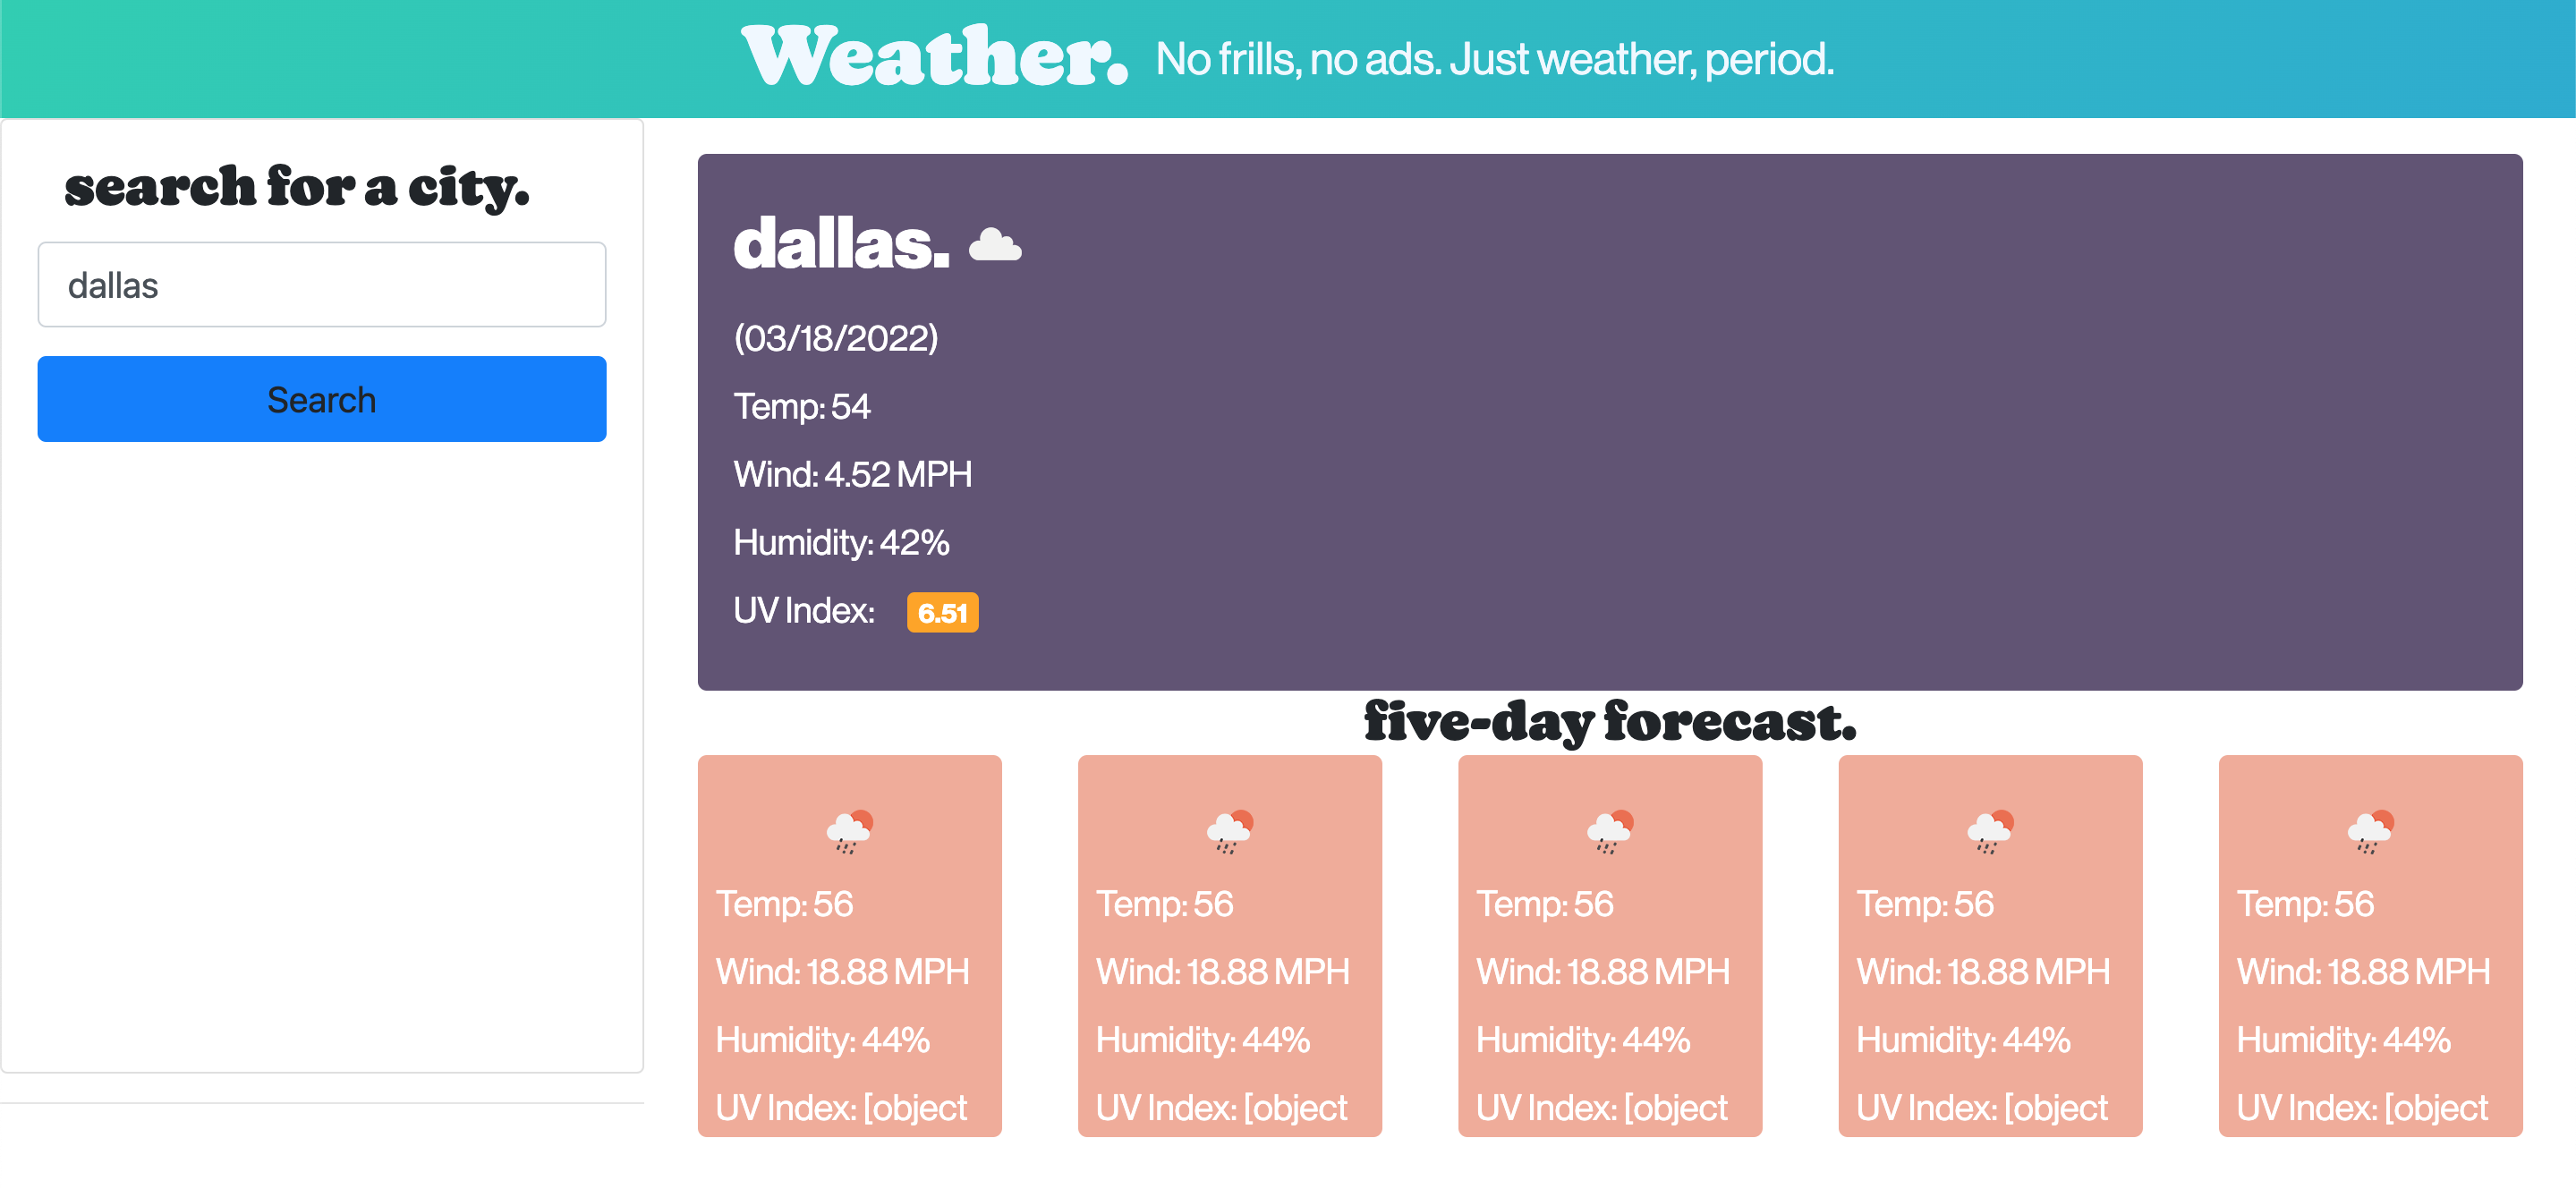 Weather. No frills, no ads. Just weather, period.
search for a city.
dallas
Search
dallas.
(03/18/2022)
Temp: 54
Wind: 4.52 MPH
Humidity: 42%
UV Index: 6.51
five-day forecast.
Temp: 56
Wind: 18.88 MPH
Humidity: 44%
UV Index: [object
Temp: 56
Wind: 18.88 MPH
Humidity: 44%
UV Index: [object
Temp: 56
Wind: 18.88 MPH
Humidity: 44%
UV Index: [object
Temp: 56
Wind: 18.88 MPH
Humidity: 44%
UV Index: [object
Temp: 56
Wind: 18.88 MPH
Humidity: 44%
UV Index: [object